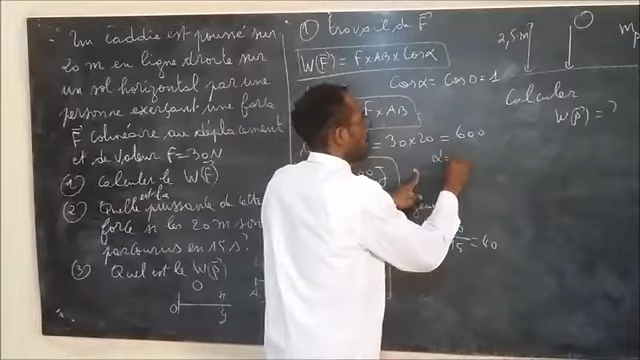 Un caddie est poussé sur
20 m en ligne droite sur
un sol horizontal par une
personne exerçant une force
F colinéaire au déplacement
et de valeur F = 30N
① Calculer le W(F)
② Quelle est la puissance de cette
force si les 20 m sont
parcourus en 15s?
③ Quel est le W(P)
① travail de F
W(F) = F x AB x Cosα
Cosα = Cos 0 = 1
F x AB
= 30 x 20 = 600
α =
15 = 40
2,5m
Calculer
W(P) = ?